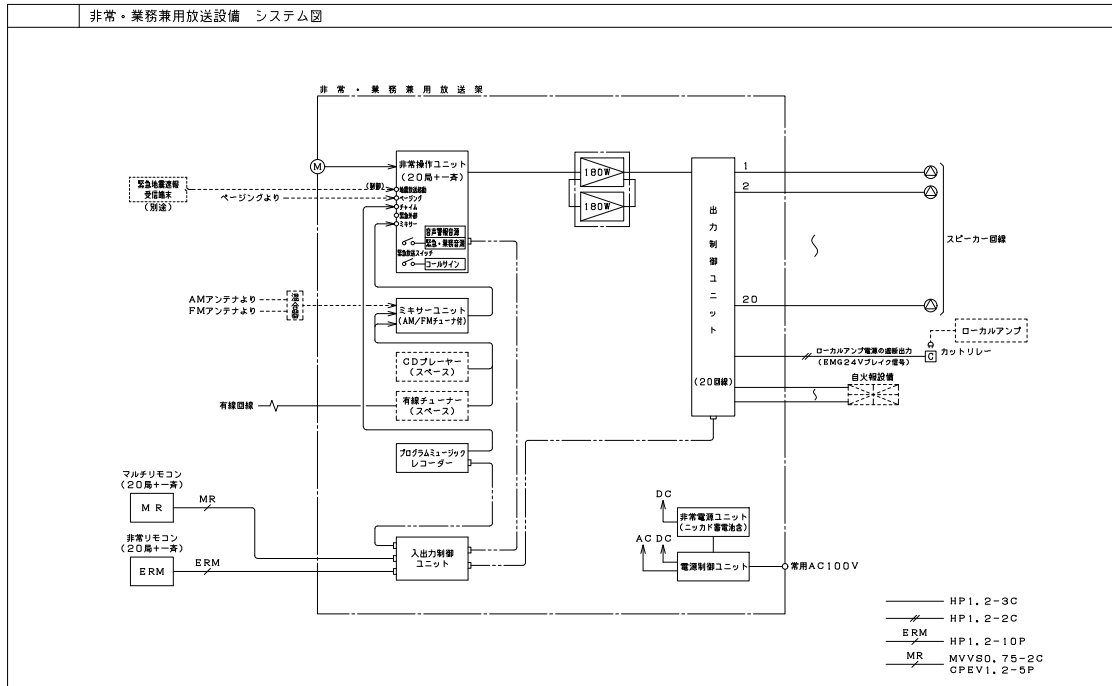 非常・業務兼用放送設備 システム図
非常・業務兼用放送架
M
非常操作ユニット
(20局+一斉)
(制御)
地震放送起動
ページング
チャイム
緊急外部
ミキサー
音声警報音源
緊急・業務音源
緊急放送スイッチ
コールサイン
緊急地震速報
受信端末
(別途)
ページングより
180W
180W
出力制御ユニット
(20回線)
1
2
20
スピーカー回線
ローカルアンプ
ローカルアンプ電源の遮断出力
(EMG24Vブレイク信号)
C
カットリレー
自火報設備
AMアンテナより
FMアンテナより
混合器
ミキサーユニット
(AM/FMチューナ付)
CDプレーヤー
(スペース)
有線回線
有線チューナー
(スペース)
プログラムミュージック
レコーダー
マルチリモコン
(20局+一斉)
MR
MR
非常リモコン
(20局+一斉)
ERM
ERM
入出力制御
ユニット
DC
非常電源ユニット
(ニッカド蓄電池含)
AC DC
電源制御ユニット
常用AC100V
HP1.2-3C
HP1.2-2C
ERM
HP1.2-10P
MR
MVVS0.75-2C
CPEV1.2-5P